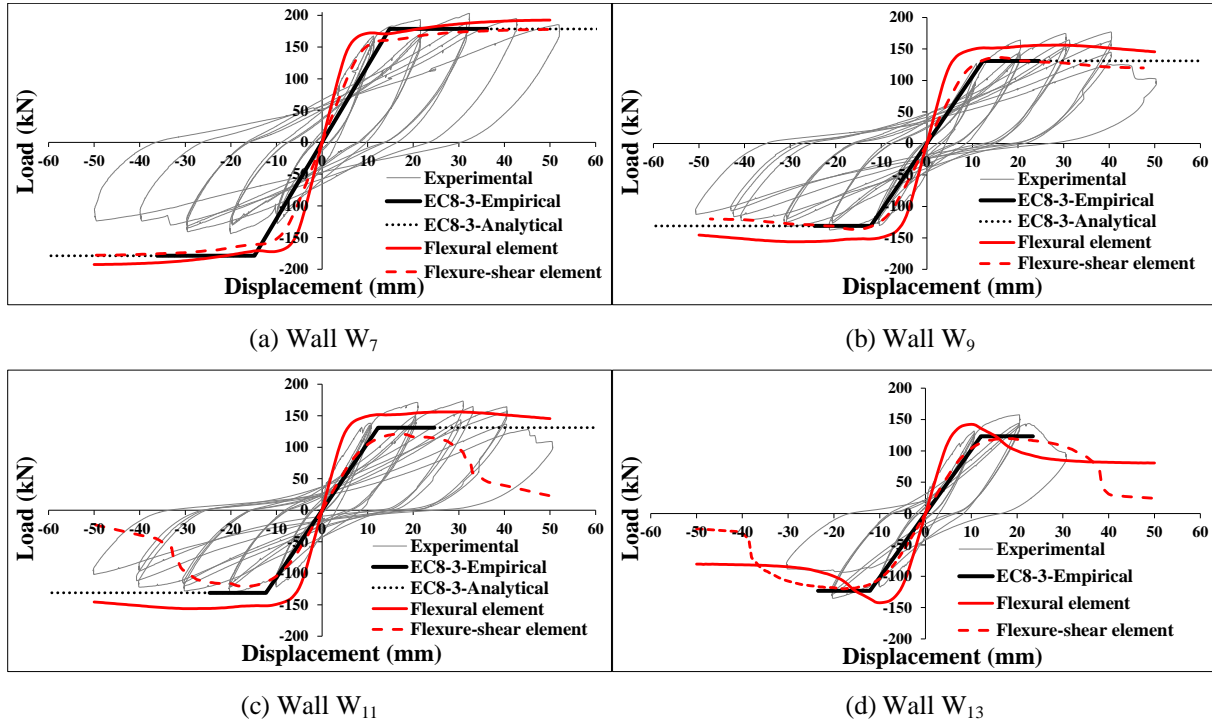 200
150
100
50
0
-50
-100
-150
-200
-60 -50 -40 -30 -20 -10 0 10 20 30 40 50 60
Load (kN)
Displacement (mm)
Experimental
EC8-3-Empirical
EC8-3-Analytical
Flexural element
Flexure-shear element
(a) Wall W7
200
150
100
50
0
-50
-100
-150
-200
-60 -50 -40 -30 -20 -10 0 10 20 30 40 50 60
Load (kN)
Displacement (mm)
Experimental
EC8-3-Empirical
EC8-3-Analytical
Flexural element
Flexure-shear element
(b) Wall W9
200
150
100
50
0
-50
-100
-150
-200
-60 -50 -40 -30 -20 -10 0 10 20 30 40 50 60
Load (kN)
Displacement (mm)
Experimental
EC8-3-Empirical
EC8-3-Analytical
Flexural element
Flexure-shear element
(c) Wall W11
200
150
100
50
0
-50
-100
-150
-200
-60 -50 -40 -30 -20 -10 0 10 20 30 40 50 60
Load (kN)
Displacement (mm)
Experimental
EC8-3-Empirical
Flexural element
Flexure-shear element
(d) Wall W13